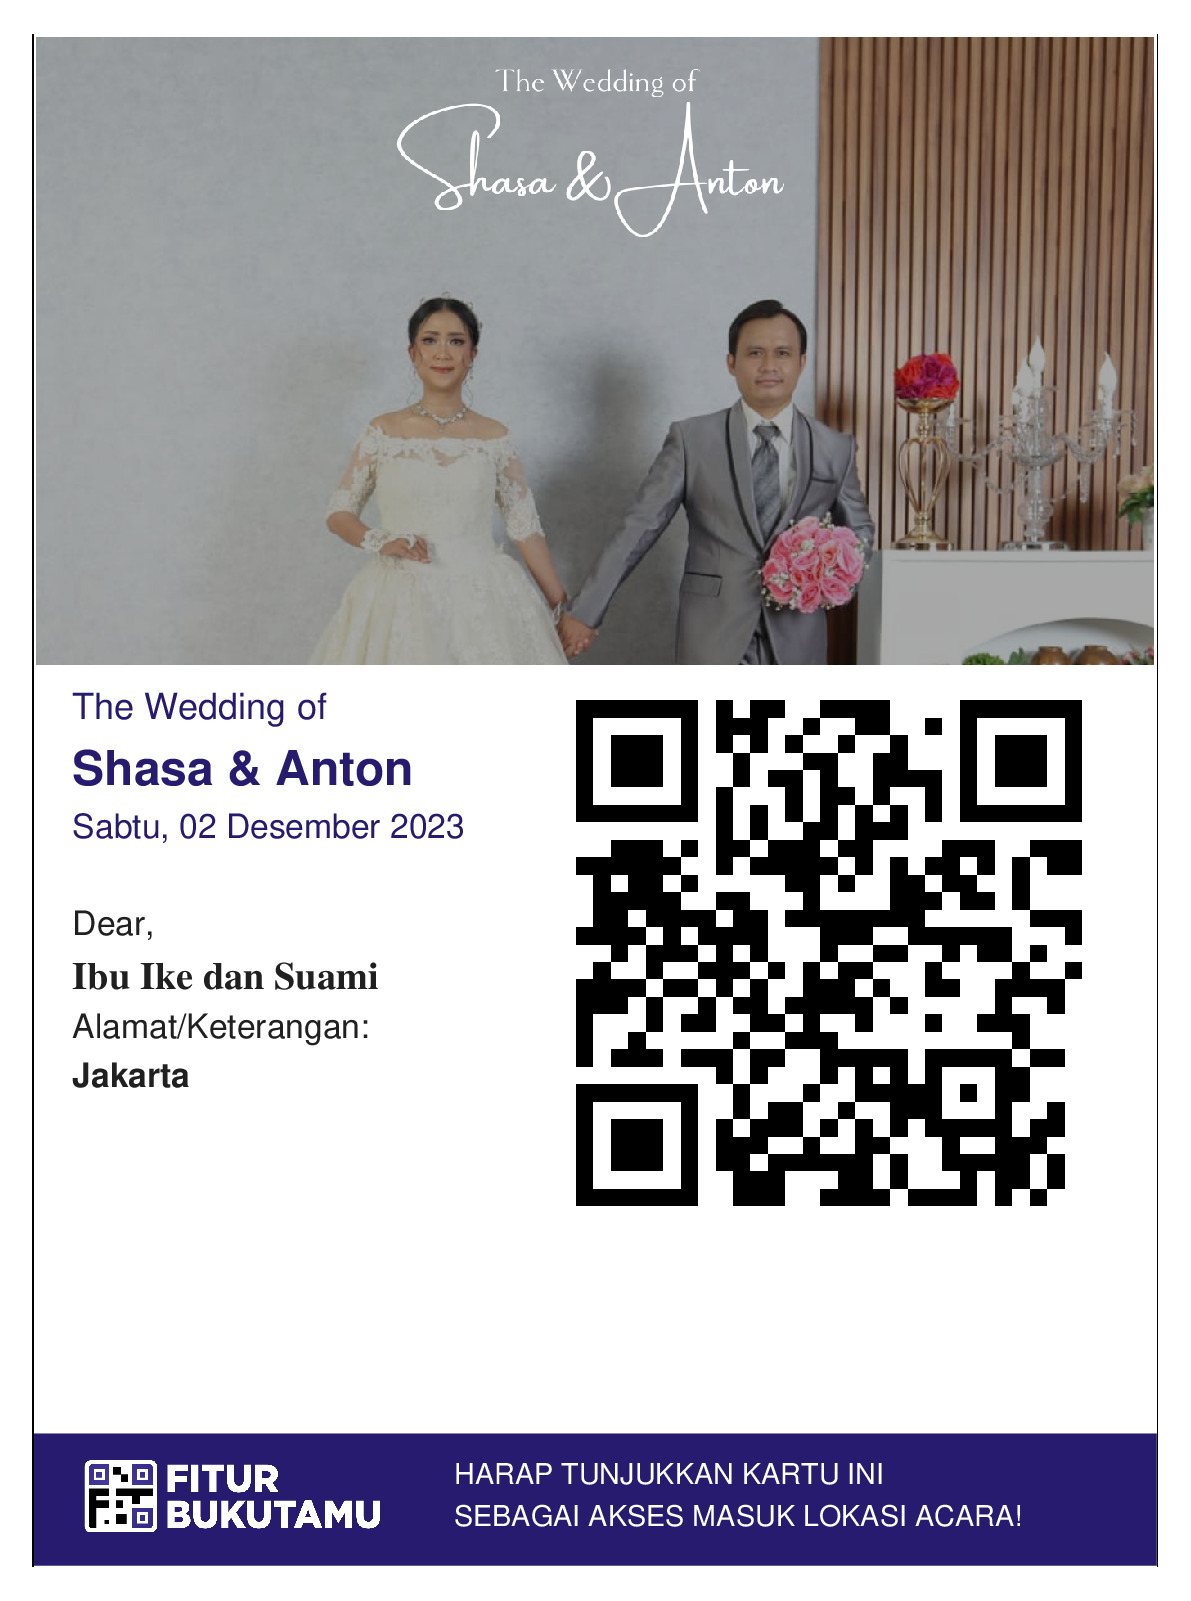 The Wedding of
Shasa & Anton
The Wedding of
Shasa & Anton
Sabtu, 02 Desember 2023
Dear,
Ibu Ike dan Suami
Alamat/Keterangan:
Jakarta
FITUR
BUKUTAMU
HARAP TUNJUKKAN KARTU INI
SEBAGAI AKSES MASUK LOKASI ACARA!